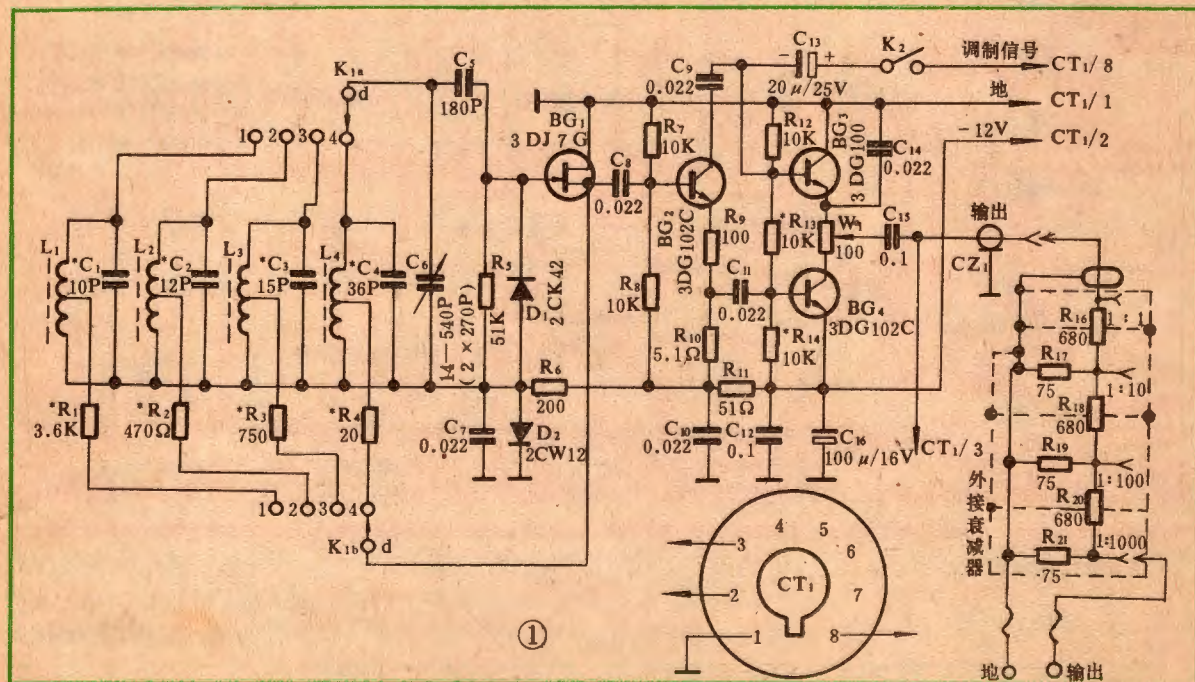 K₁ₐ
d
1
2
3
4
C₅
180P
BG₁
3DJ7G
C₈
0.022
R₇
10K
C₉
0.022
BG₂
3DG102C
C₁₃
- +
20μ/25V
K₂
调制信号
CT₁/8
地
CT₁/1
-12V
CT₁/2
R₁₂
10K
BG₃
3DG100
C₁₄
0.022
L₁
*C₁
10P
L₂
*C₂
12P
L₃
*C₃
15P
L₄
*C₄
36P
C₆
14—540P
(2×270P)
R₅
51K
D₁
2CK42
R₈
10K
R₉
100
C₁₁
0.022
*R₁₃
10K
W₁
100
C₁₅
0.1
输出
CZ₁
BG₄
3DG102C
R₁₀
5.1Ω
*R₁₄
10K
R₆
200
R₁₁
51Ω
*R₁
3.6K
*R₂
470Ω
*R₃
750
*R₄
20
C₇
0.022
D₂
2CW12
C₁₀
0.022
C₁₂
0.1
C₁₆
100μ/16V
CT₁/3
1
2
3
4
K₁b
d
R₁₆
680
1:1
R₁₇
75
1:10
R₁₈
680
R₁₉
75
1:100
R₂₀
680
R₂₁
75
1:1000
外接衰减器
地
输出
4
5
3
6
CT₁
2
7
1
8
①